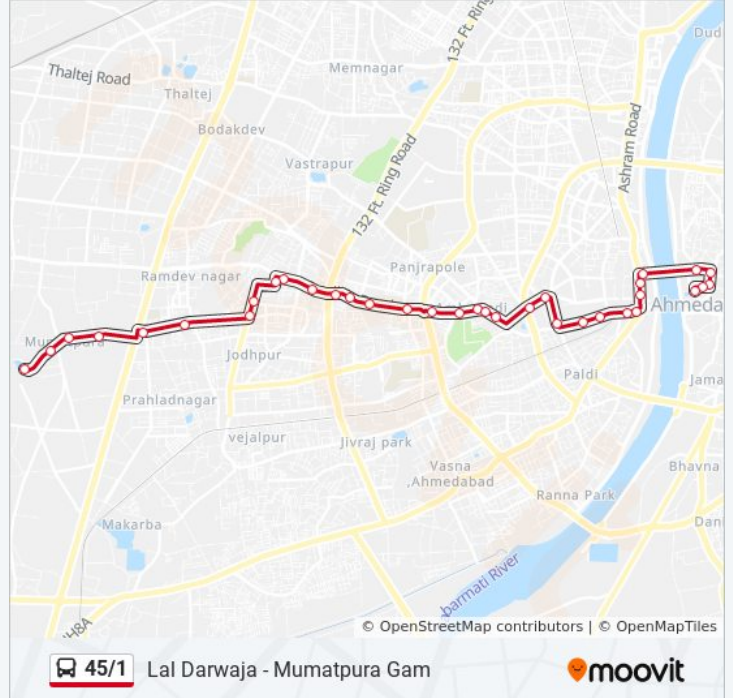 132 Ft. Ring
Dud
Thaltej Road
Memnagar
Thaltej
Bodakdev
Ashram Road
Vastrapur
132 Ft. Ring Road
Panjrapole
Ramdev nagar
Ahmeda
Jodhpur
Paldi
Jama
Prahladnagar
vejalpur
Jivraj park
Vasna
,Ahmedabad
Bhavna
Ranna Park
Makarba
Dani
barmati River
NH8A
© OpenStreetMap contributors | © OpenMapTiles
45/1 Lal Darwaja - Mumatpura Gam
moovit